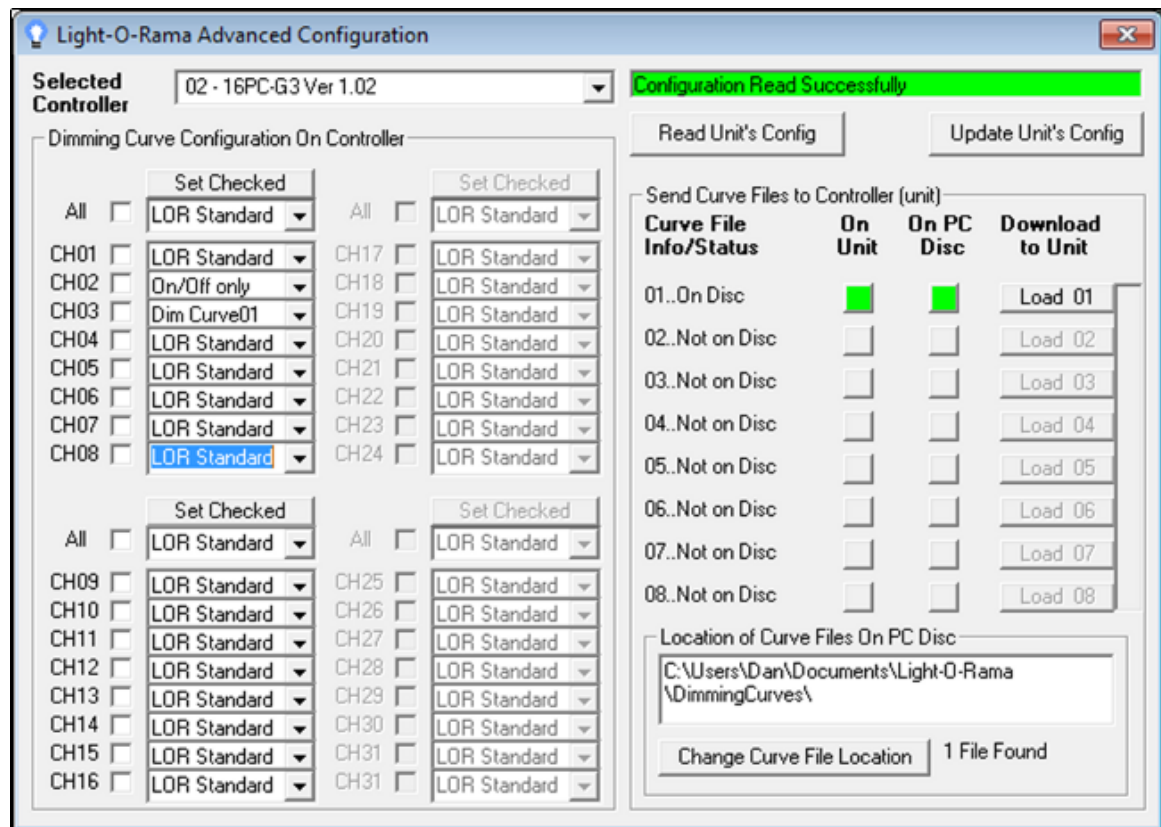 Light-O-Rama Advanced Configuration
Selected Controller
02 - 16PC-G3 Ver 1.02
Configuration Read Successfully
Read Unit's Config
Update Unit's Config
Dimming Curve Configuration On Controller
Set Checked
All LOR Standard
CH01 LOR Standard
CH02 On/Off only
CH03 Dim Curve01
CH04 LOR Standard
CH05 LOR Standard
CH06 LOR Standard
CH07 LOR Standard
CH08 LOR Standard
Set Checked
All LOR Standard
CH17 LOR Standard
CH18 LOR Standard
CH19 LOR Standard
CH20 LOR Standard
CH21 LOR Standard
CH22 LOR Standard
CH23 LOR Standard
CH24 LOR Standard
Set Checked
All LOR Standard
CH09 LOR Standard
CH10 LOR Standard
CH11 LOR Standard
CH12 LOR Standard
CH13 LOR Standard
CH14 LOR Standard
CH15 LOR Standard
CH16 LOR Standard
Set Checked
All LOR Standard
CH25 LOR Standard
CH26 LOR Standard
CH27 LOR Standard
CH28 LOR Standard
CH29 LOR Standard
CH30 LOR Standard
CH31 LOR Standard
CH31 LOR Standard
Send Curve Files to Controller (unit)
Curve File On On PC Download
Info/Status Unit Disc to Unit
01..On Disc Load 01
02..Not on Disc Load 02
03..Not on Disc Load 03
04..Not on Disc Load 04
05..Not on Disc Load 05
06..Not on Disc Load 06
07..Not on Disc Load 07
08..Not on Disc Load 08
Location of Curve Files On PC Disc
C:\Users\Dan\Documents\Light-O-Rama
\DimmingCurves\
Change Curve File Location
1 File Found